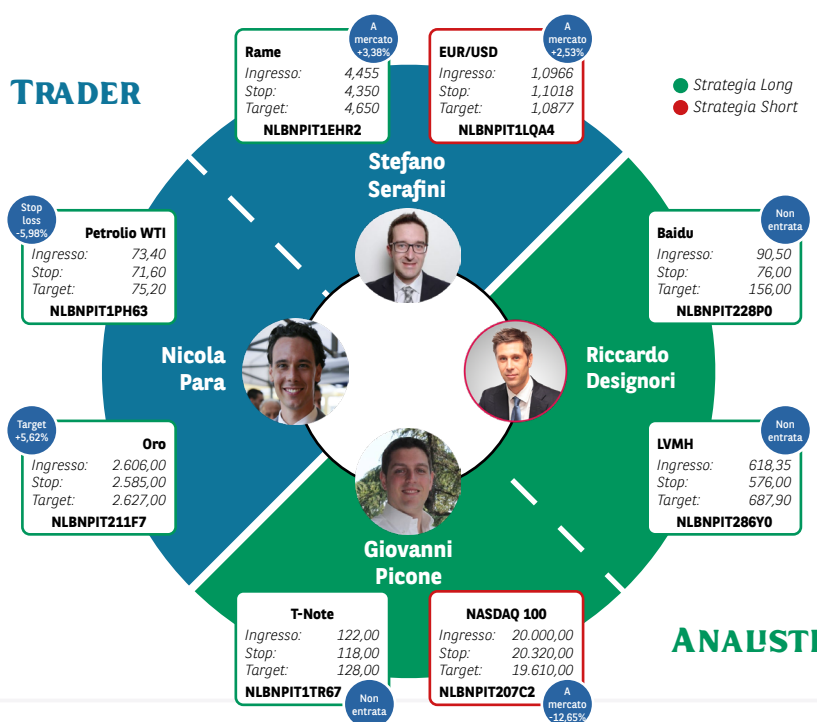 TRADER
A
mercato
+3,38%
Rame
Ingresso: 4,455
Stop: 4,350
Target: 4,650
NLBNPIT1EHR2
A
mercato
+2,53%
EUR/USD
Ingresso: 1,0966
Stop: 1,1018
Target: 1,0877
NLBNPIT1LQA4
Strategia Long
Strategia Short
Stefano
Serafini
Stop
loss
-5,98%
Petrolio WTI
Ingresso: 73,40
Stop: 71,60
Target: 75,20
NLBNPIT1PH63
Non
entrata
Baidu
Ingresso: 90,50
Stop: 76,00
Target: 156,00
NLBNPIT228P0
Nicola
Para
Riccardo
Designori
Target
+5,62%
Oro
Ingresso: 2.606,00
Stop: 2.585,00
Target: 2.627,00
NLBNPIT211F7
Non
entrata
LVMH
Ingresso: 618,35
Stop: 576,00
Target: 687,90
NLBNPIT286Y0
Giovanni
Picone
T-Note
Ingresso: 122,00
Stop: 118,00
Target: 128,00
NLBNPIT1TR67
Non
entrata
NASDAQ 100
Ingresso: 20.000,00
Stop: 20.320,00
Target: 19.610,00
NLBNPIT207C2
A
mercato
-12,65%
ANALISTI